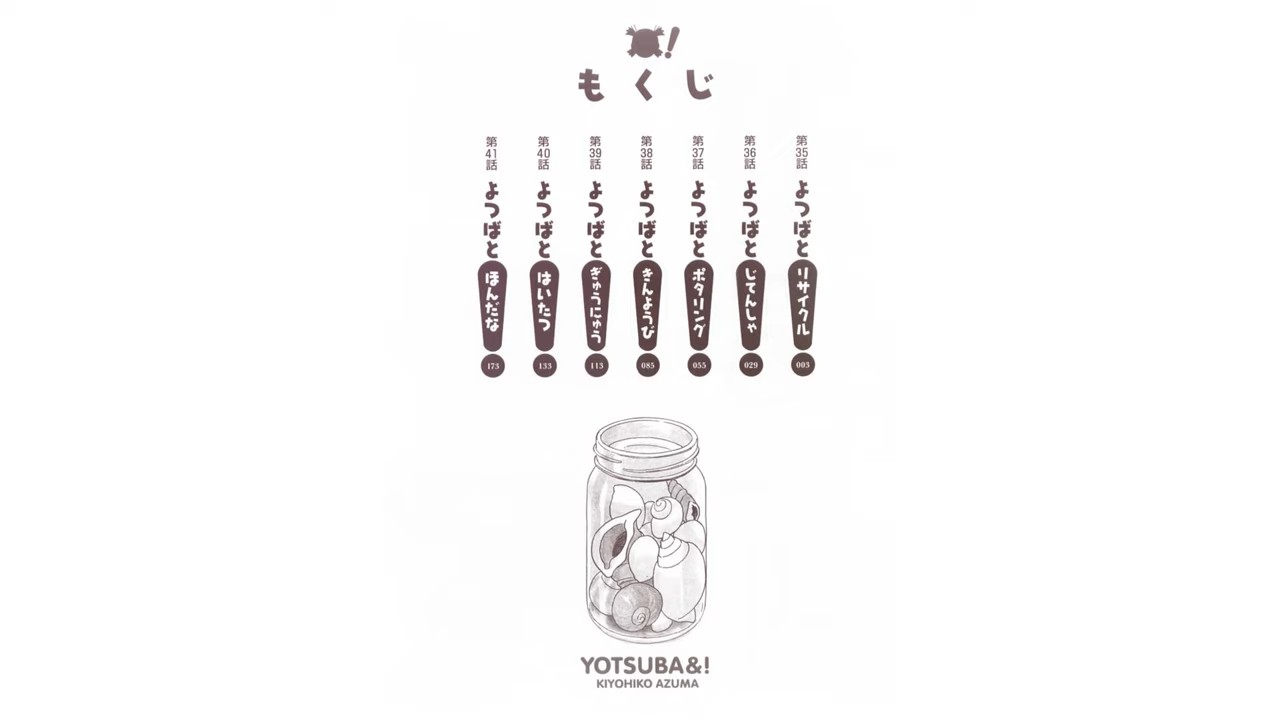 !
もくじ
第35話 よつばとリサイクル 003
第36話 よつばとじてんしゃ 029
第37話 よつばとポタリング 055
第38話 よつばときんようび 085
第39話 よつばとぎゅうにゅう 113
第40話 よつばとはいたつ 133
第41話 よつばとほんだな 173
YOTSUBA&!
KIYOHIKO AZUMA